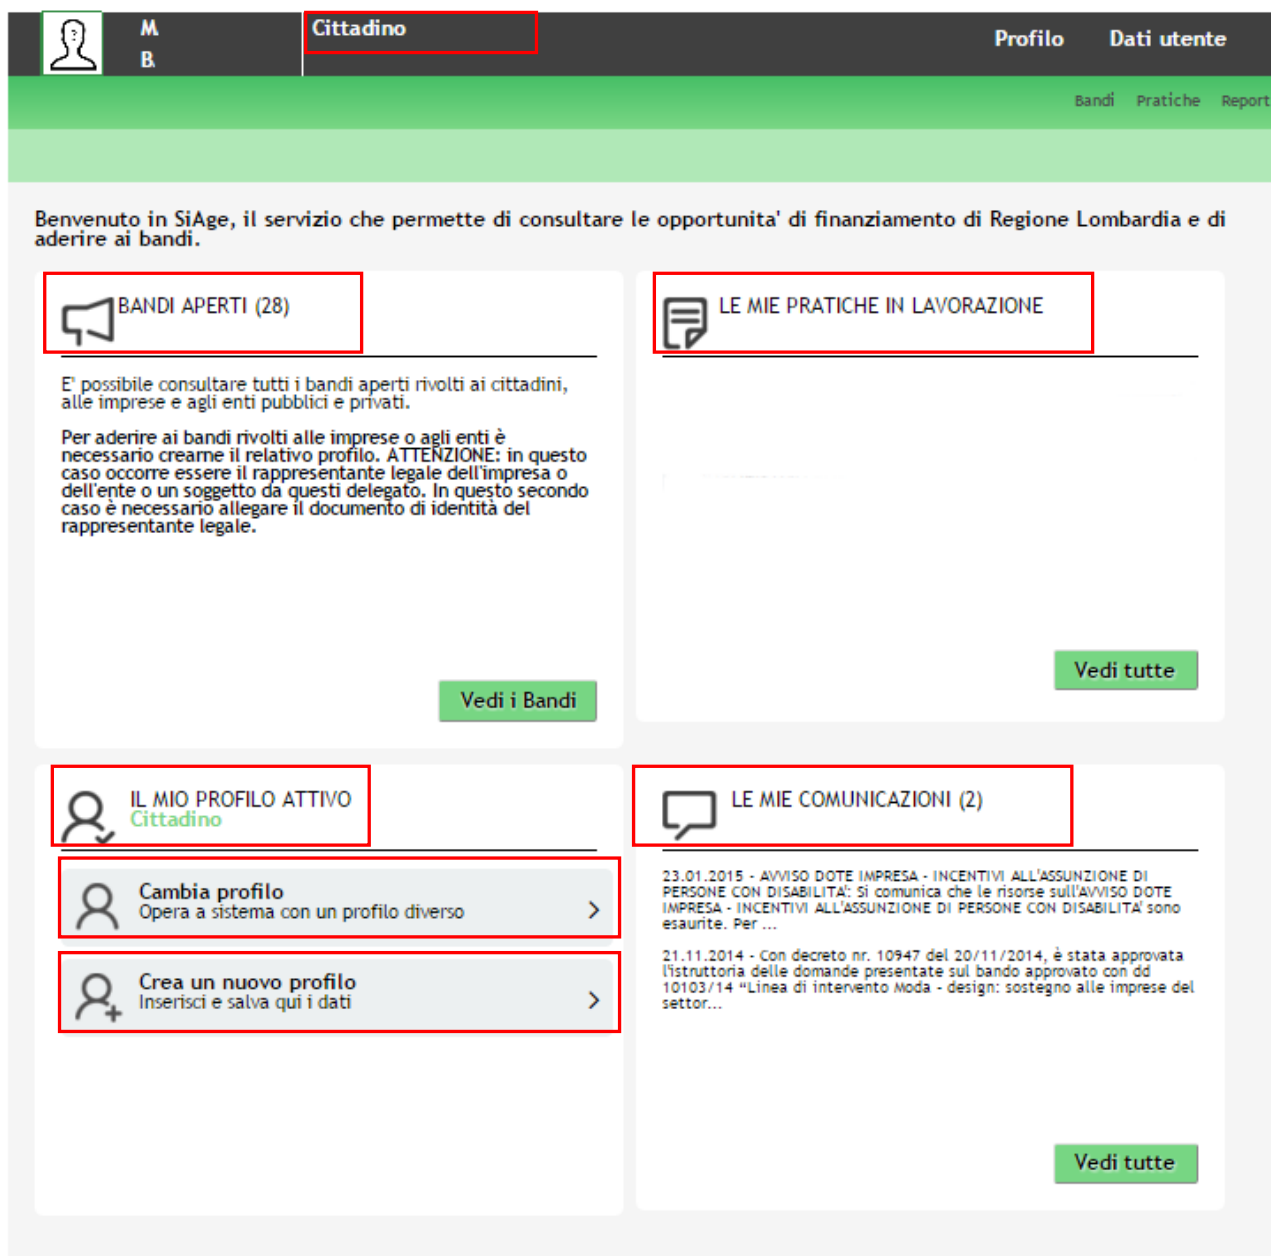 M.
B.
Cittadino
Profilo
Dati utente
Bandi
Pratiche
Report
Benvenuto in SiAge, il servizio che permette di consultare le opportunita' di finanziamento di Regione Lombardia e di
aderire ai bandi.
BANDI APERTI (28)
E' possibile consultare tutti i bandi aperti rivolti ai cittadini,
alle imprese e agli enti pubblici e privati.
Per aderire ai bandi rivolti alle imprese o agli enti è
necessario crearne il relativo profilo. ATTENZIONE: in questo
caso occorre essere il rappresentante legale dell'impresa o
dell'ente o un soggetto da questi delegato. In questo secondo
caso è necessario allegare il documento di identità del
rappresentante legale.
Vedi i Bandi
LE MIE PRATICHE IN LAVORAZIONE
Vedi tutte
IL MIO PROFILO ATTIVO
Cittadino
Cambia profilo
Opera a sistema con un profilo diverso
Crea un nuovo profilo
Inserisci e salva qui i dati
LE MIE COMUNICAZIONI (2)
23.01.2015 - AVVISO DOTE IMPRESA - INCENTIVI ALL'ASSUNZIONE DI
PERSONE CON DISABILITA': Si comunica che le risorse sull'AVVISO DOTE
IMPRESA - INCENTIVI ALL'ASSUNZIONE DI PERSONE CON DISABILITA' sono
esaurite. Per ...
21.11.2014 - Con decreto nr. 10947 del 20/11/2014, è stata approvata
l'istruttoria delle domande presentate sul bando approvato con dd
10103/14 “Linea di intervento Moda - design: sostegno alle imprese del
settor...
Vedi tutte